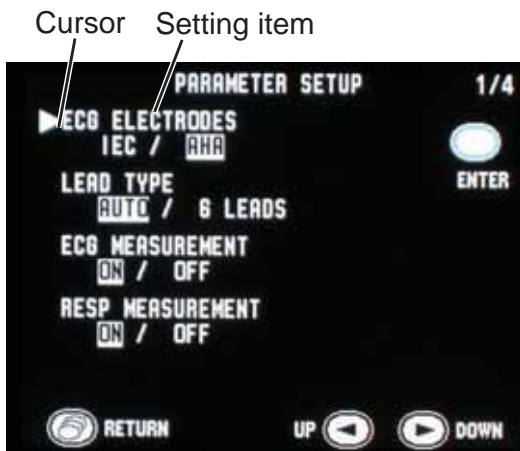 Cursor Setting item
PARAMETER SETUP 1/4
ECG ELECTRODES
IEC / AHA
ENTER
LEAD TYPE
AUTO / 6 LEADS
ECG MEASUREMENT
ON / OFF
RESP MEASUREMENT
ON / OFF
RETURN UP DOWN